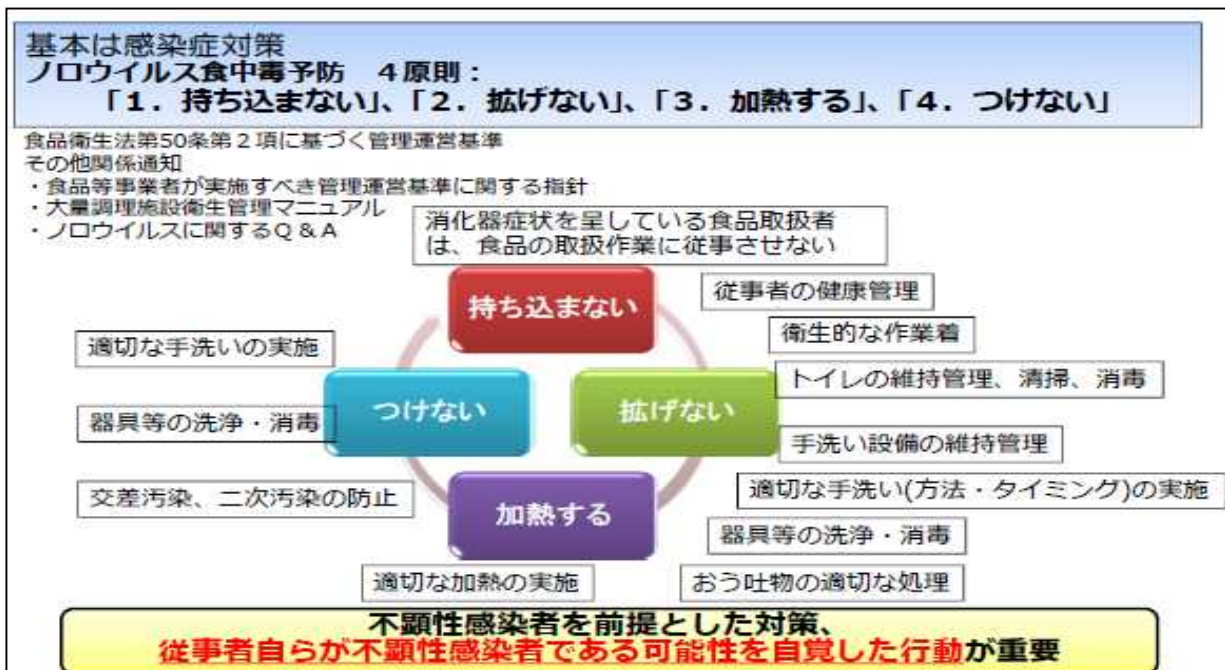 基本は感染症対策
ノロウイルス食中毒予防　4原則：
「1．持ち込まない」、「2．拡げない」、「3．加熱する」、「4．つけない」
食品衛生法第50条第２項に基づく管理運営基準
その他関係通知
・食品等事業者が実施すべき管理運営基準に関する指針
・大量調理施設衛生管理マニュアル
・ノロウイルスに関するＱ＆Ａ
消化器症状を呈している食品取扱者
は、食品の取扱作業に従事させない
持ち込まない
従事者の健康管理
衛生的な作業着
適切な手洗いの実施
トイレの維持管理、清掃、消毒
つけない
拡げない
器具等の洗浄・消毒
手洗い設備の維持管理
交差汚染、二次汚染の防止
加熱する
適切な手洗い(方法・タイミング)の実施
器具等の洗浄・消毒
適切な加熱の実施
おう吐物の適切な処理
不顕性感染者を前提とした対策、
従事者自らが不顕性感染者である可能性を自覚した行動が重要